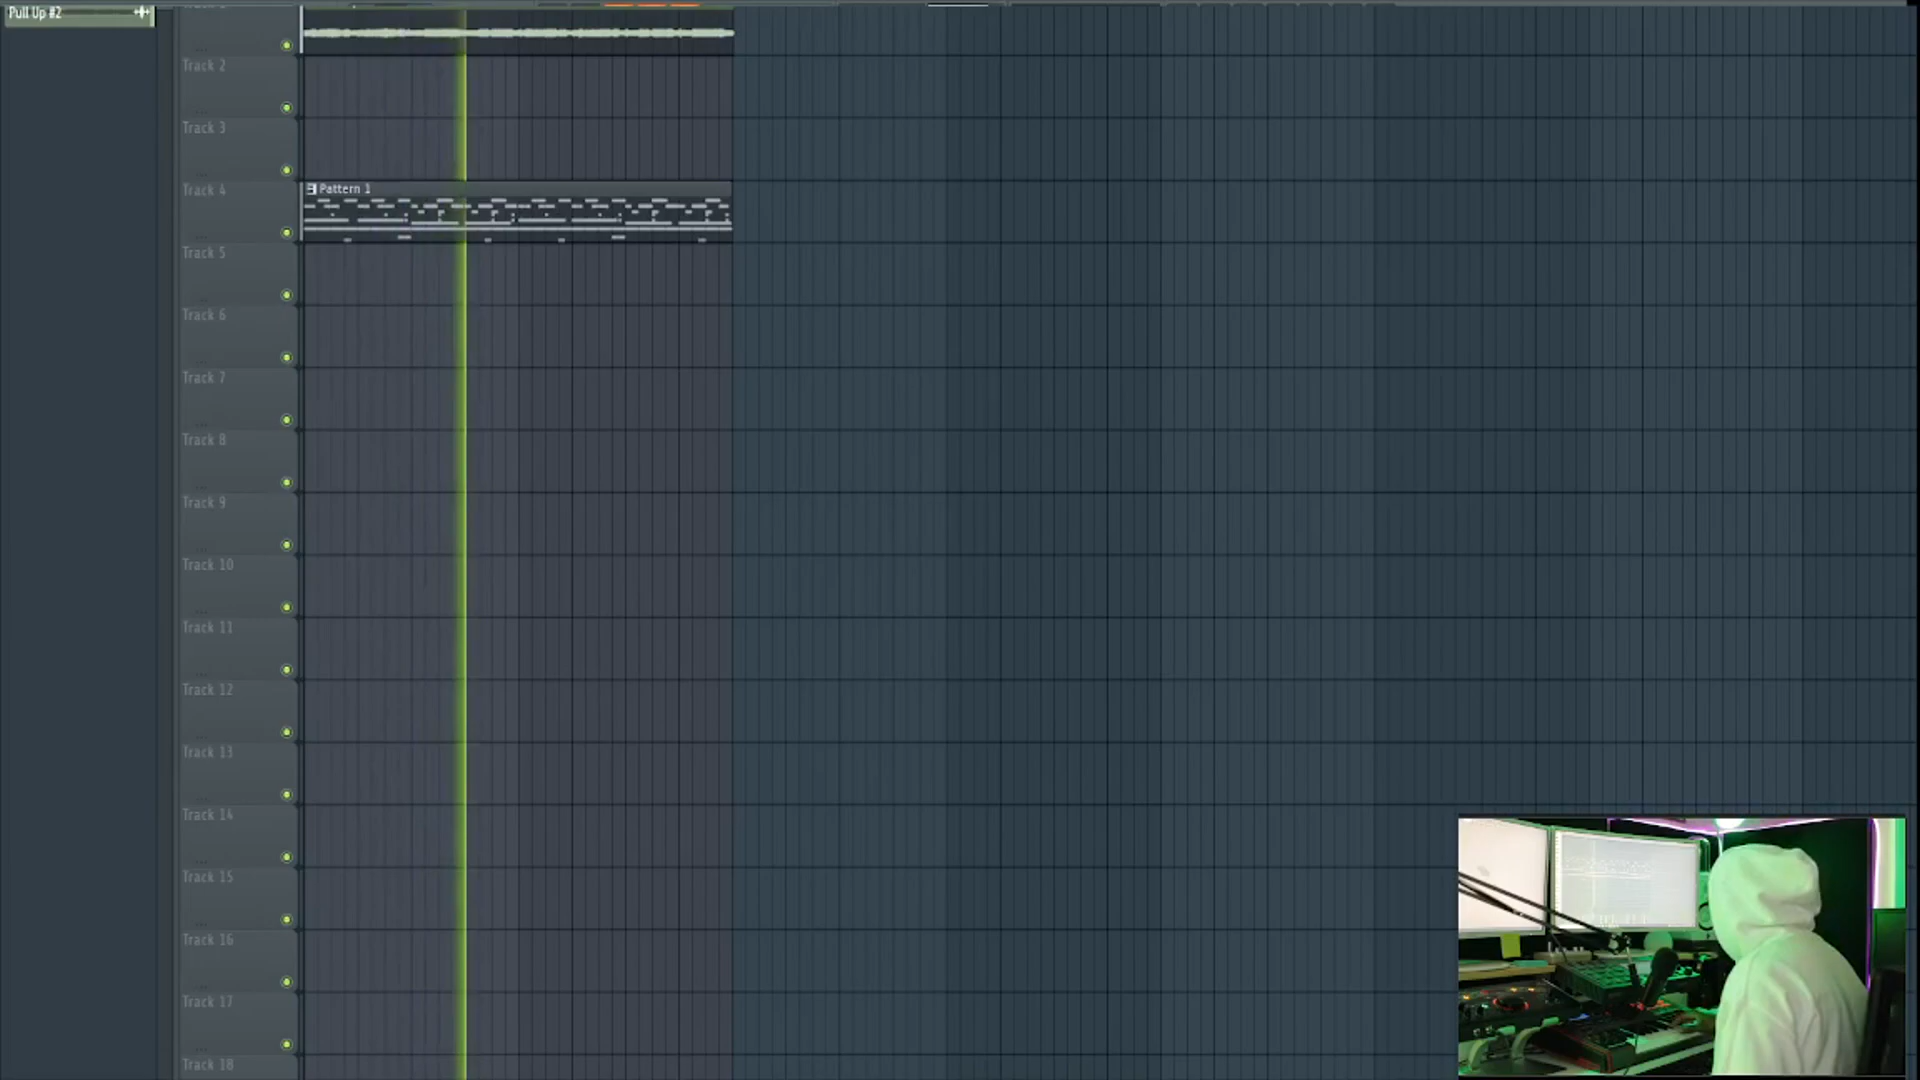 Pull Up #2
Track 2
Track 3
Track 4
Pattern 1
Track 5
Track 6
Track 7
Track 8
Track 9
Track 10
Track 11
Track 12
Track 13
Track 14
Track 15
Track 16
Track 17
Track 18